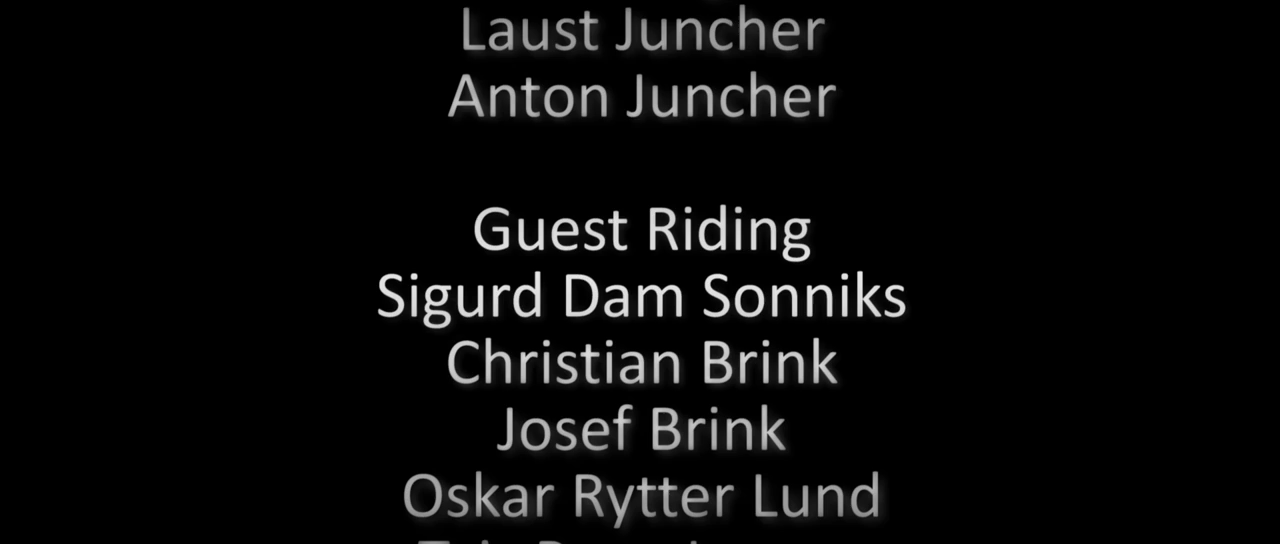 Laust Juncher
Anton Juncher
Guest Riding
Sigurd Dam Sonniks
Christian Brink
Josef Brink
Oskar Rytter Lund